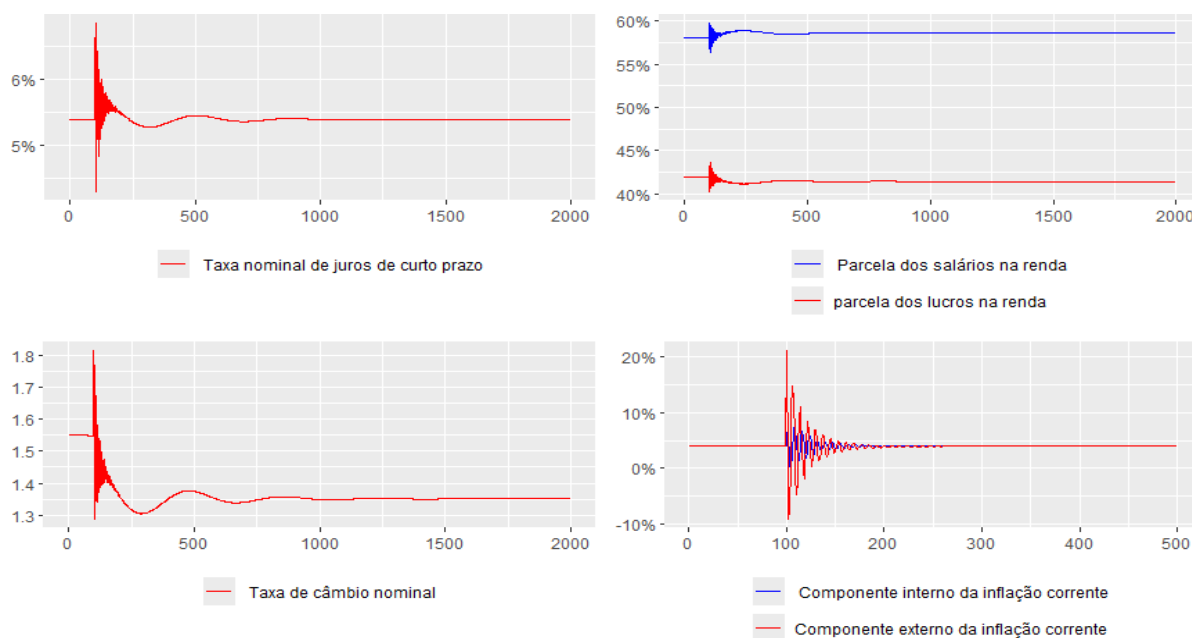 6%
5%
0 500 1000 1500 2000
Taxa nominal de juros de curto prazo
60%
55%
50%
45%
40%
0 500 1000 1500 2000
Parcela dos salários na renda
parcela dos lucros na renda
1.8
1.7
1.6
1.5
1.4
1.3
0 500 1000 1500 2000
Taxa de câmbio nominal
20%
10%
0%
-10%
0 100 200 300 400 500
Componente interno da inflação corrente
Componente externo da inflação corrente